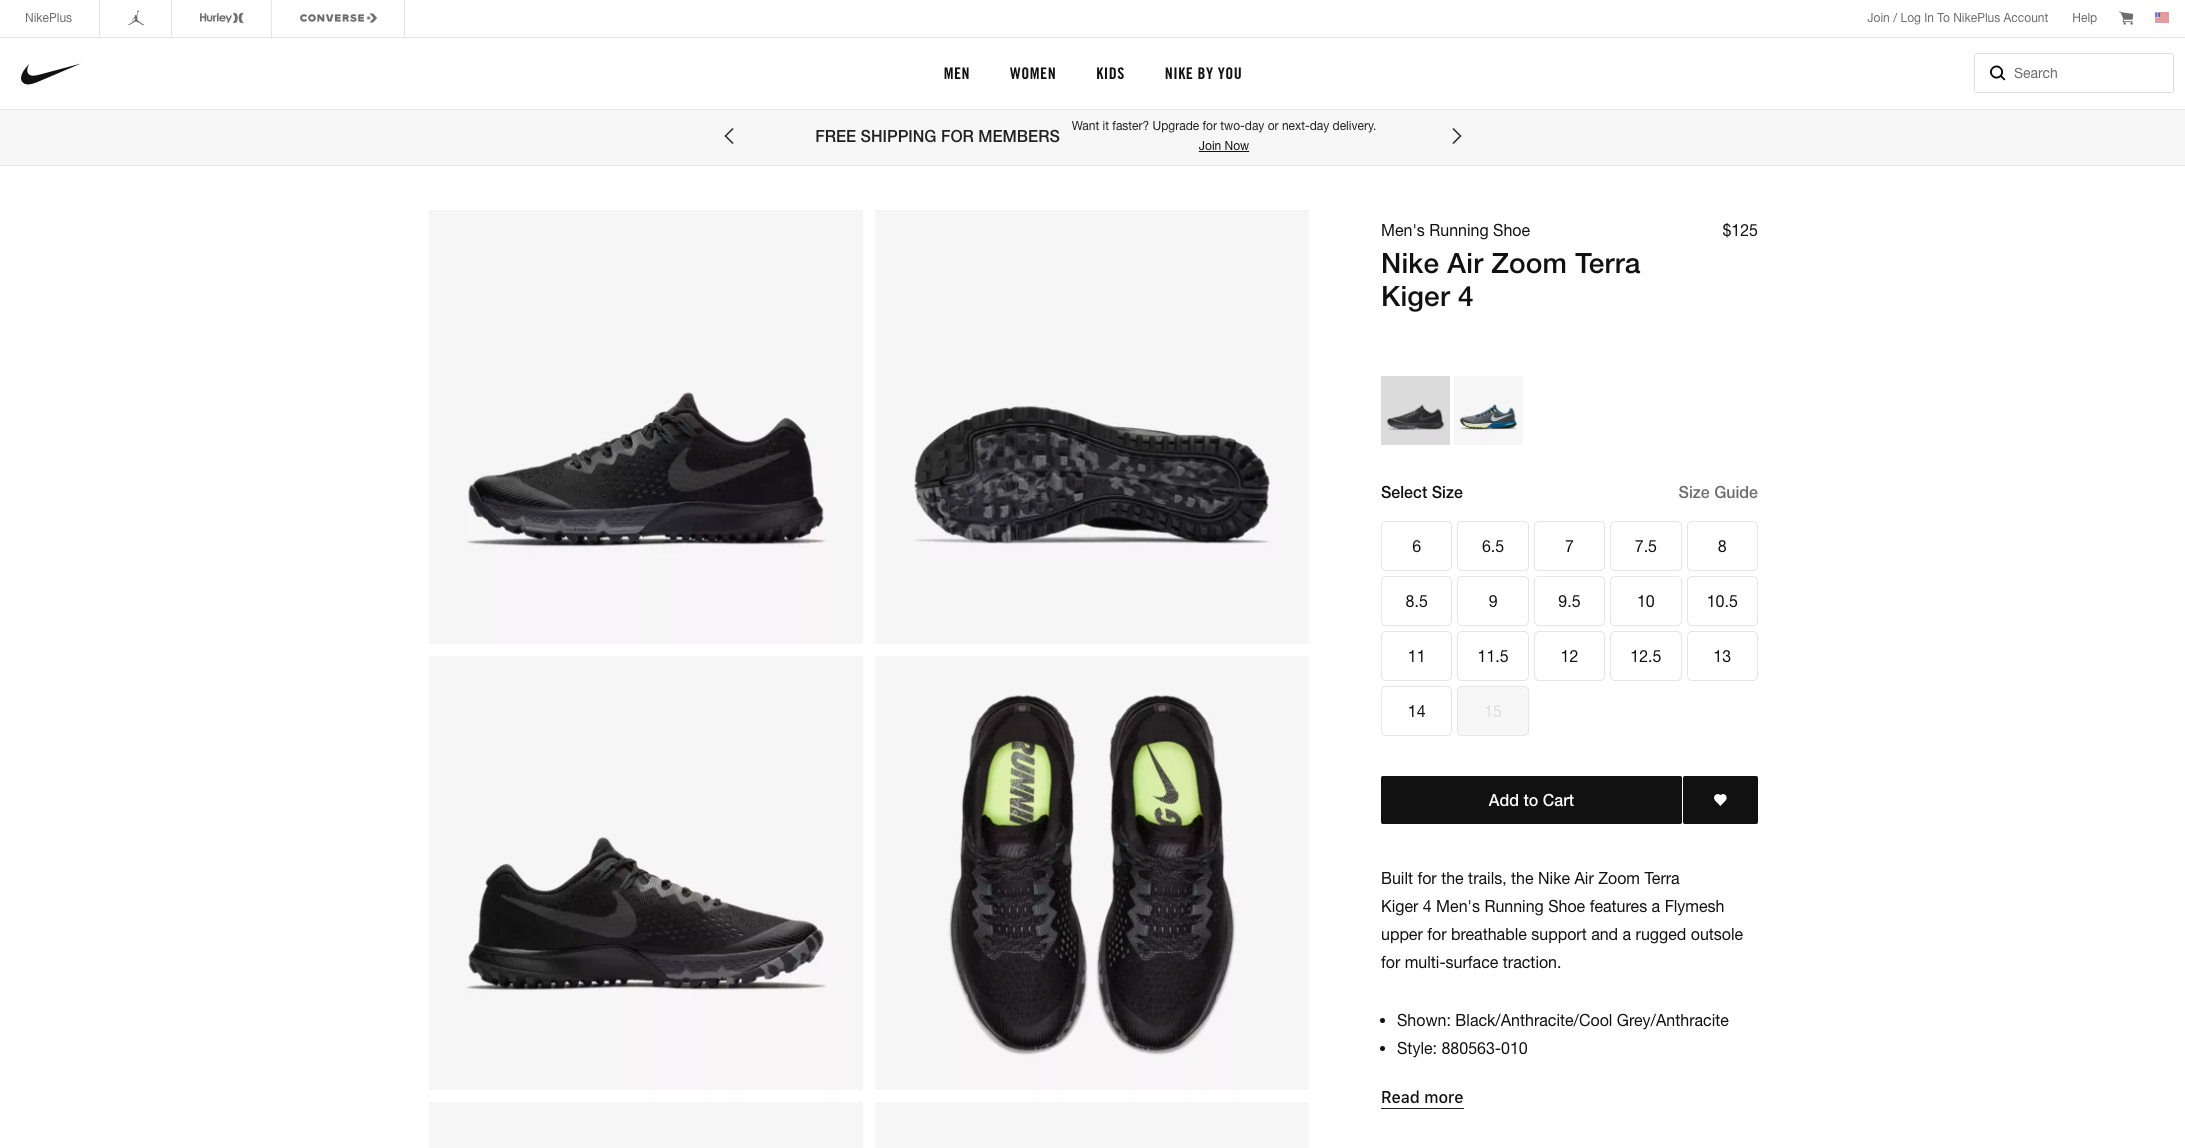 NikePlus
Hurley
CONVERSE
Join / Log In To NikePlus Account
Help
MEN
WOMEN
KIDS
NIKE BY YOU
Search
FREE SHIPPING FOR MEMBERS
Want it faster? Upgrade for two-day or next-day delivery.
Join Now
Men's Running Shoe
$125
Nike Air Zoom Terra
Kiger 4
Select Size
Size Guide
6
6.5
7
7.5
8
8.5
9
9.5
10
10.5
11
11.5
12
12.5
13
14
15
RUNNI
G
Add to Cart
Built for the trails, the Nike Air Zoom Terra
Kiger 4 Men's Running Shoe features a Flymesh
upper for breathable support and a rugged outsole
for multi-surface traction.
• Shown: Black/Anthracite/Cool Grey/Anthracite
• Style: 880563-010
Read more